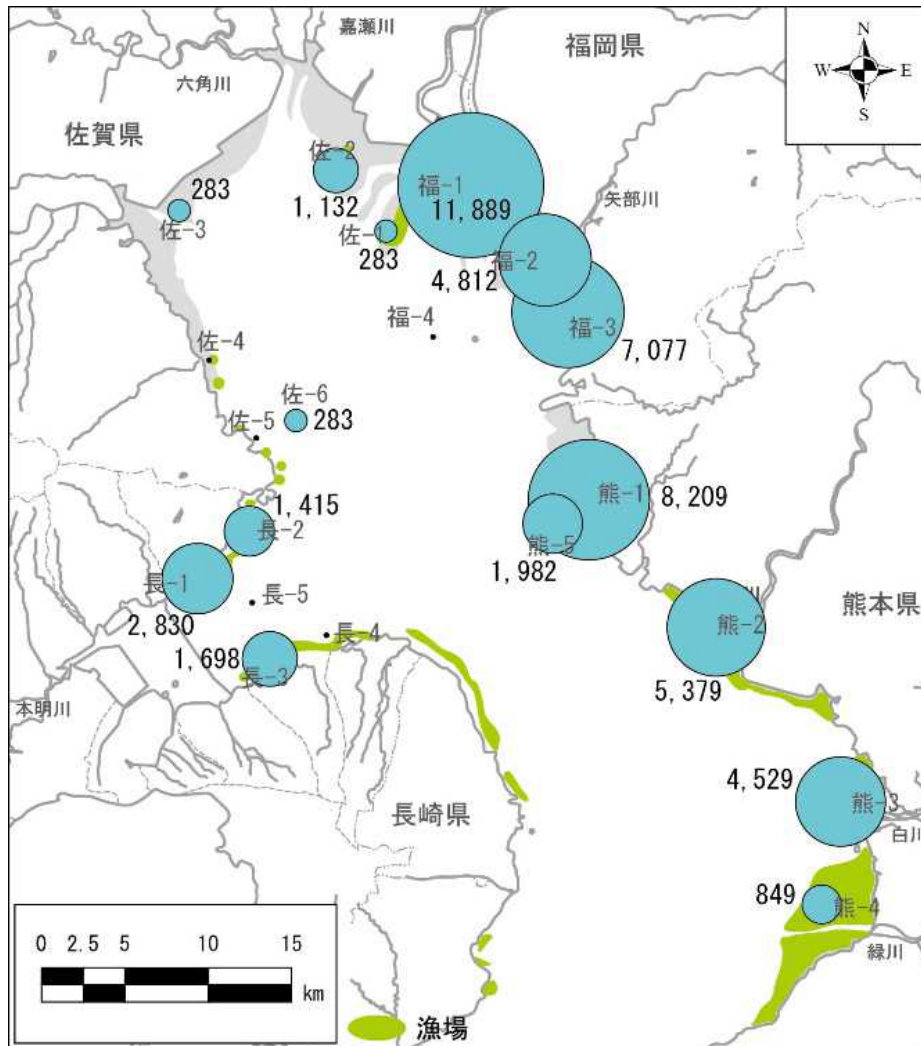 嘉瀬川
福岡県
N
W E
S
六角川
佐賀県
佐-2
1,132
福-1
11,889
矢部川
283
佐-3
佐-1
283
福-2
4,812
福-4
福-3
7,077
佐-4
佐-6
283
佐-5
1,415
長-2
熊-1
8,209
熊-5
1,982
長-1
2,830
長-5
長-4
1,698
長-3
熊-2
5,379
熊本県
本明川
長崎県
4,529
熊-3
白川
849
熊-4
緑川
0 2.5 5 10 15
km
漁場